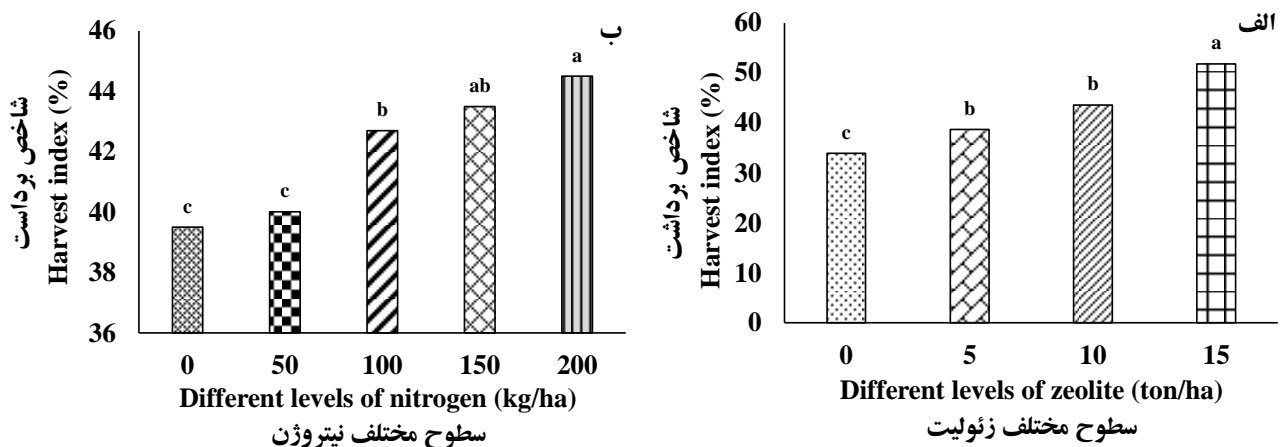 ب
شاخص برداست
Harvest index (%)
46
44
42
40
38
36
c
c
b
ab
a
0 50 100 150 200
Different levels of nitrogen (kg/ha)
سطوح مختلف نیتروژن
الف
شاخص برداشت
Harvest index (%)
60
50
40
30
20
10
0
c
b
b
a
0 5 10 15
Different levels of zeolite (ton/ha)
سطوح مختلف زئولیت